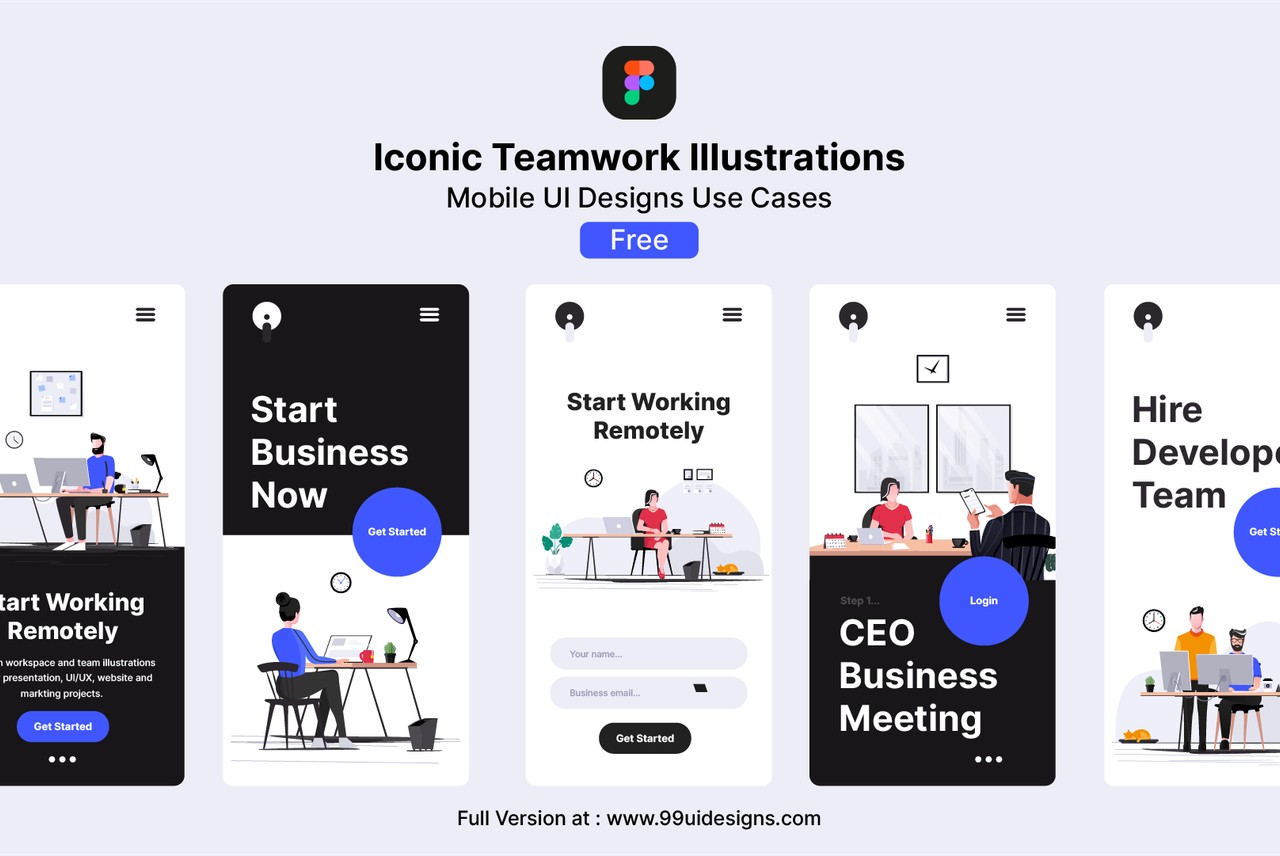 Iconic Teamwork Illustrations
Mobile UI Designs Use Cases
Free
tart Working
Remotely
workspace and team illustrations
presentation, UI/UX, website and
markting projects.
Get Started
Start
Business
Now
Get Started
Start Working
Remotely
Your name...
Business email...
Get Started
Step 1...
Login
CEO
Business
Meeting
Hire
Develope
Team
Get St
Full Version at : www.99uidesigns.com